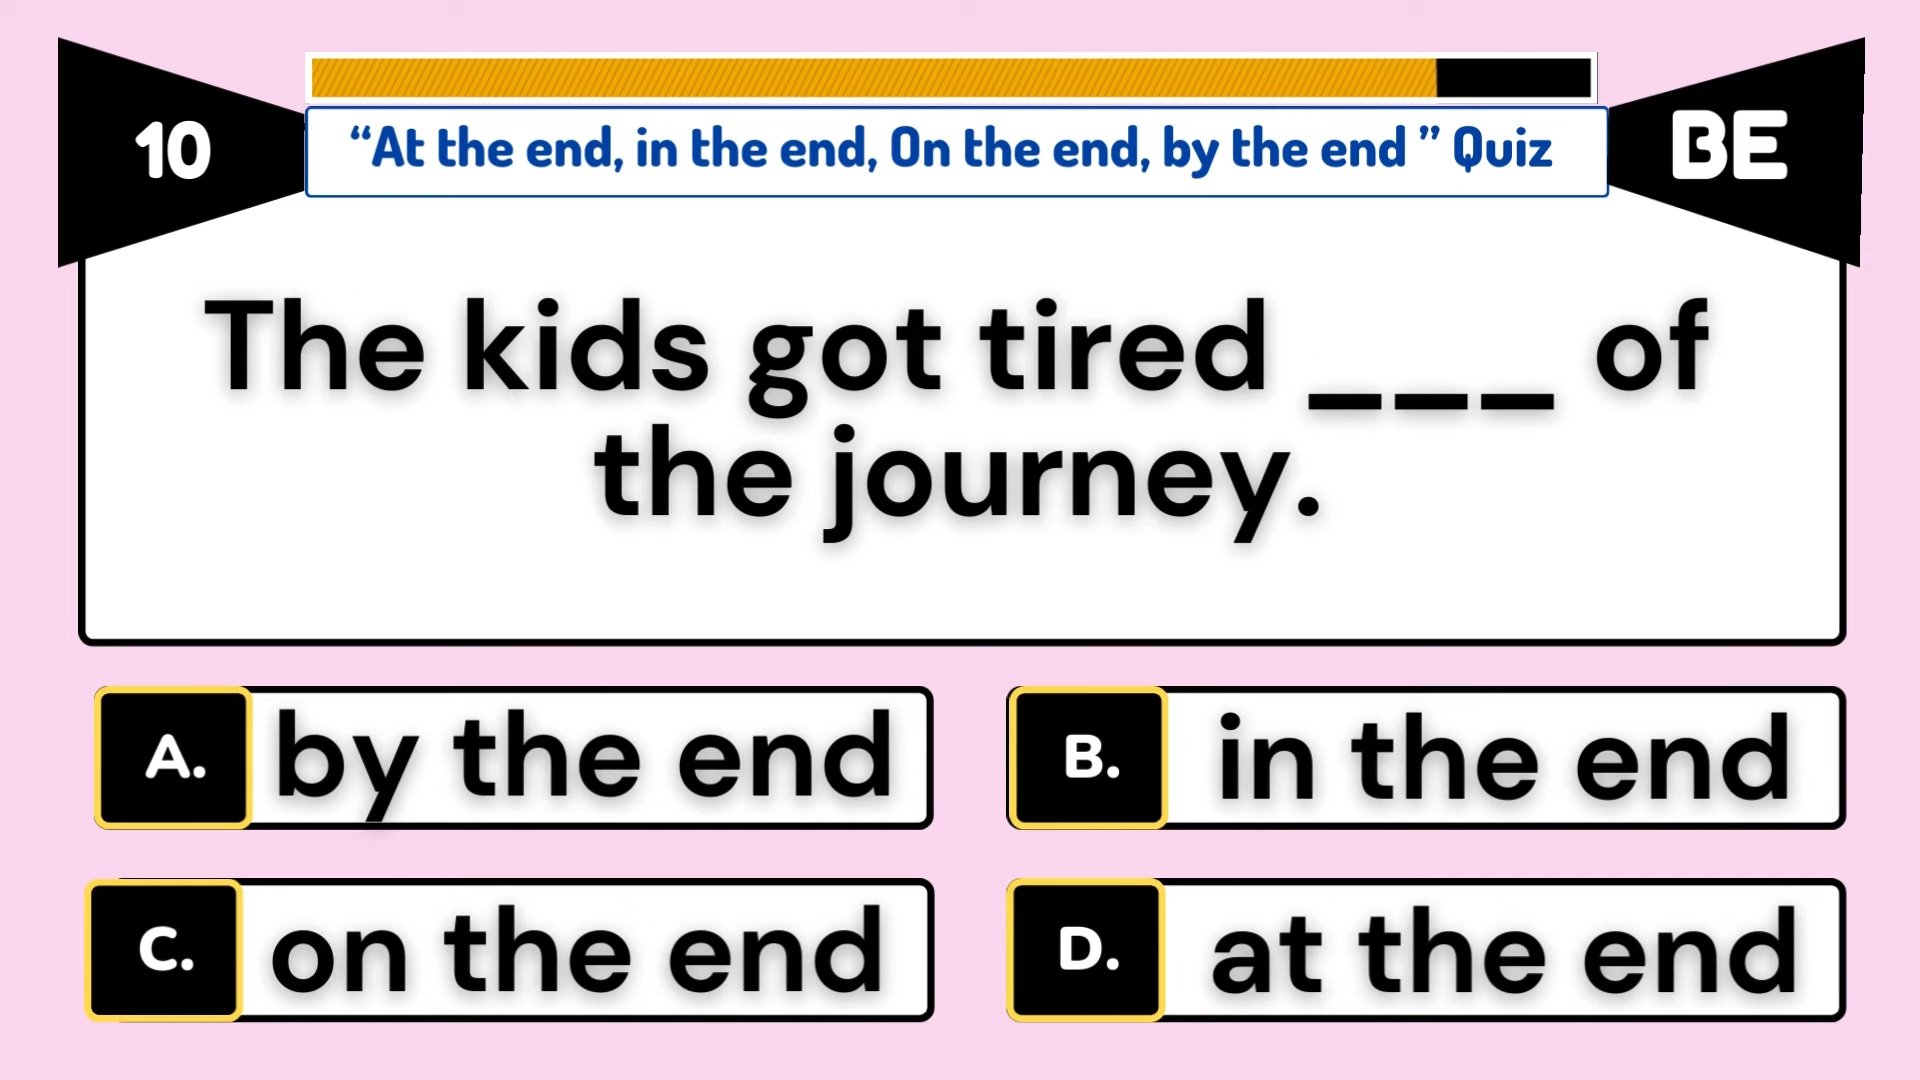 10
“At the end, in the end, On the end, by the end ” Quiz
BE
The kids got tired ___ of
the journey.
A. by the end
B. in the end
C. on the end
D. at the end